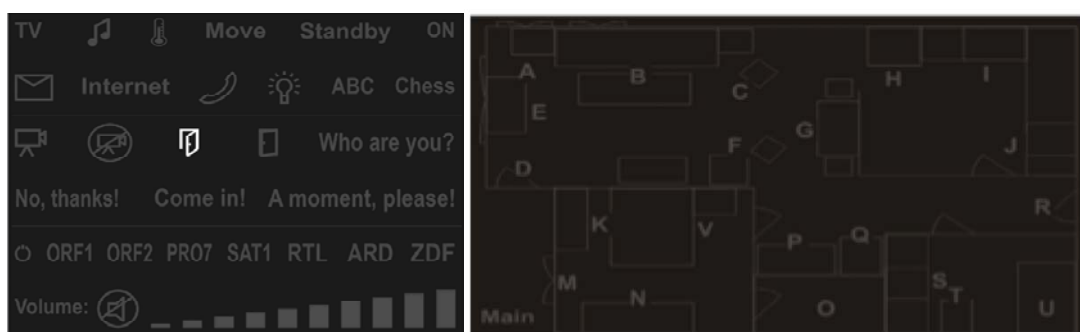 TV Move Standby ON
Internet ABC Chess
Who are you?
No, thanks! Come in! A moment, please!
ORF1 ORF2 PRO7 SAT1 RTL ARD ZDF
Volume:
A B C H I
E
F G J
D
K V P Q R
M N O S T U
Main